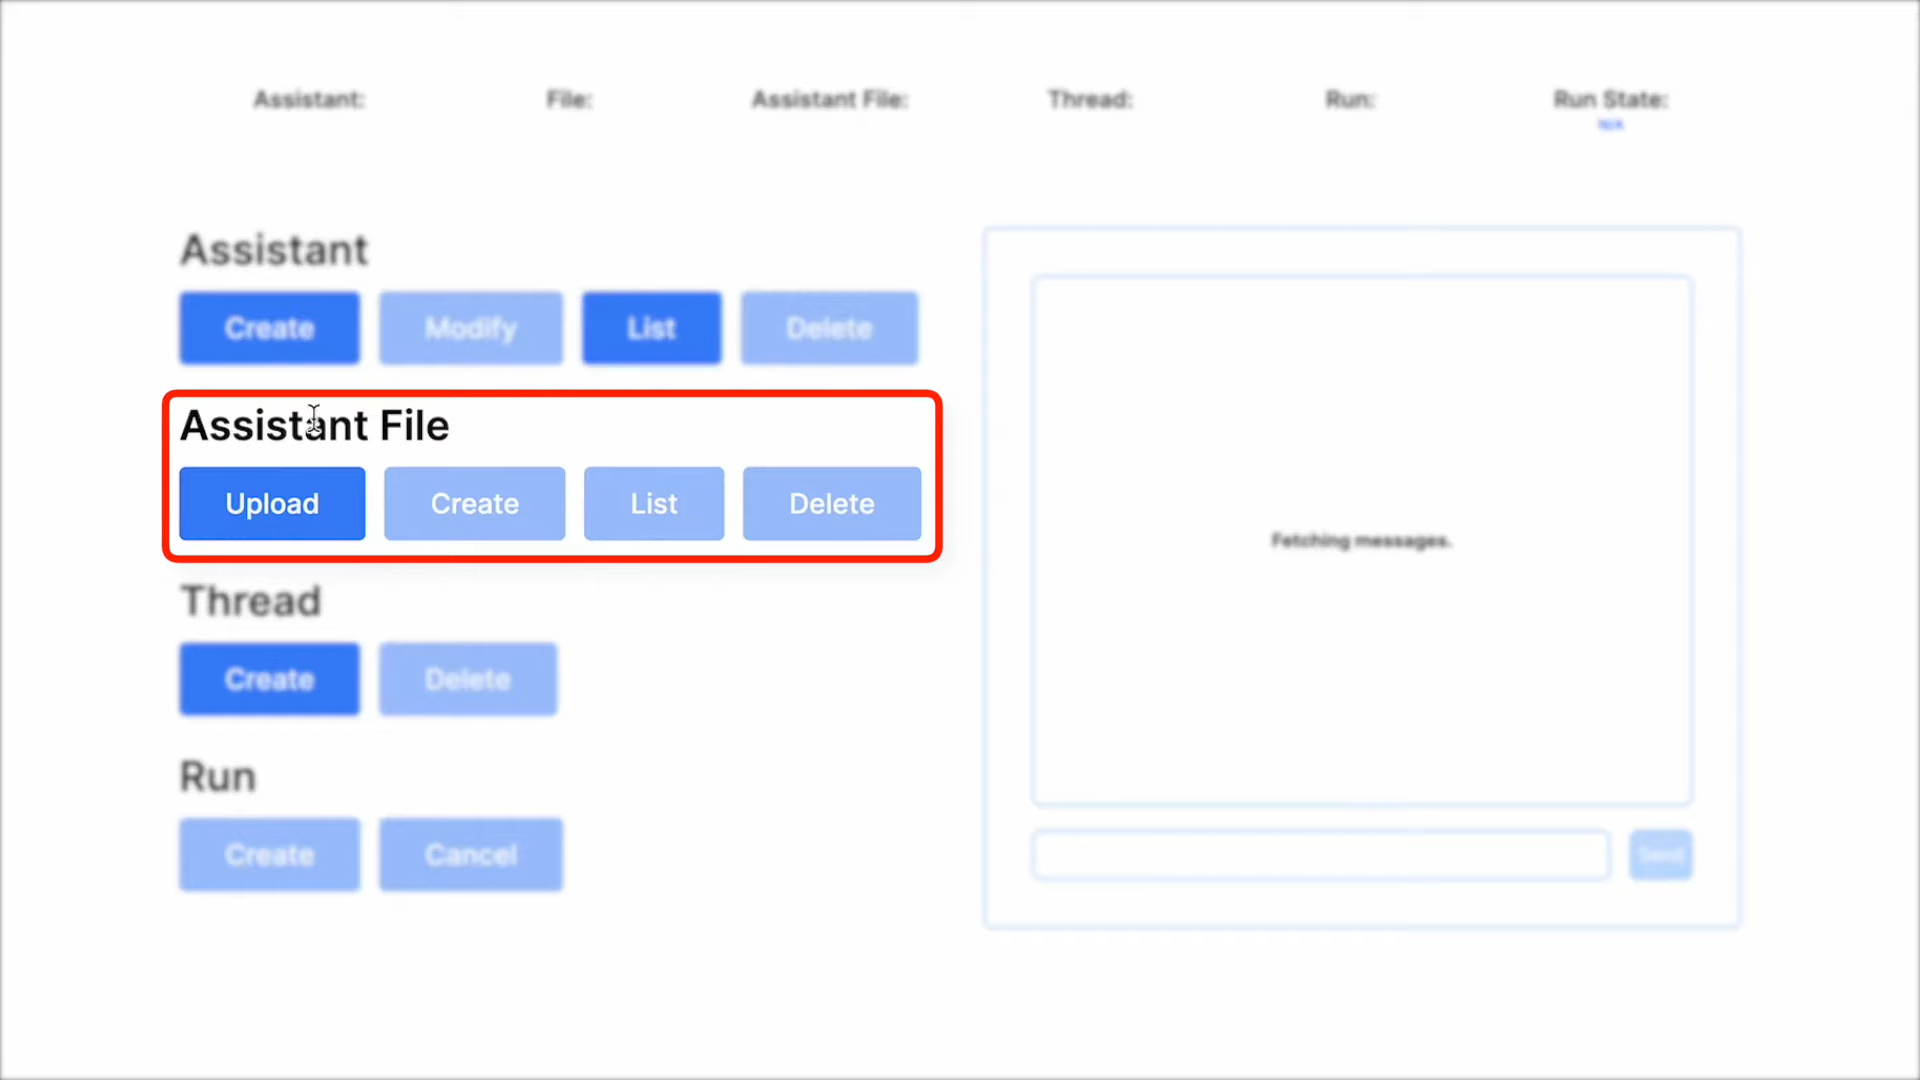 Assistant: File: Assistant File: Thread: Run: Run State:
N/A
Assistant
Create Modify List Delete
Assistant File
Upload Create List Delete
Thread
Create Delete
Run
Create Cancel
Fetching messages.
Send